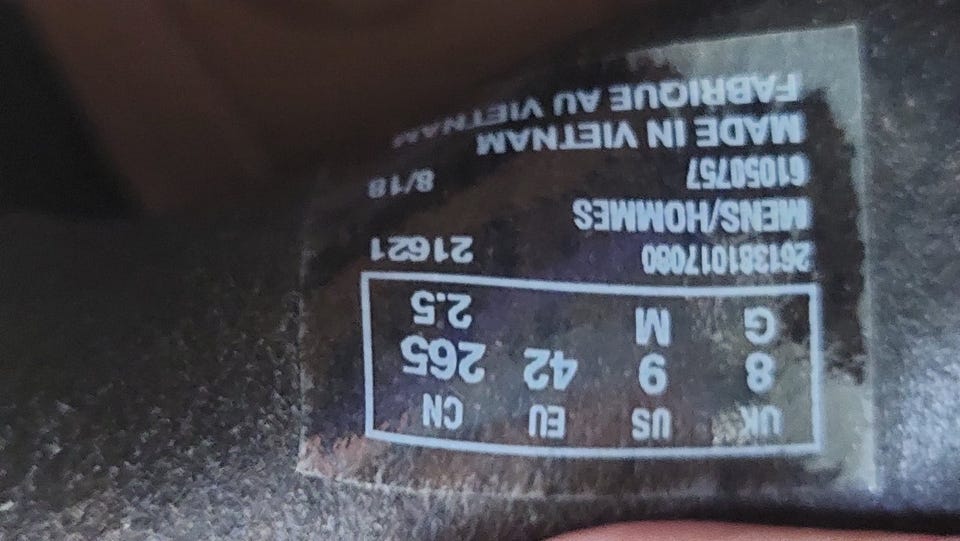 UK US EU CN
8 9 42 265
G M 2.5
261381017080 21621
MENS/HOMMES
61050757 8/18
MADE IN VIETNAM
FABRIQUE AU VIETNAM